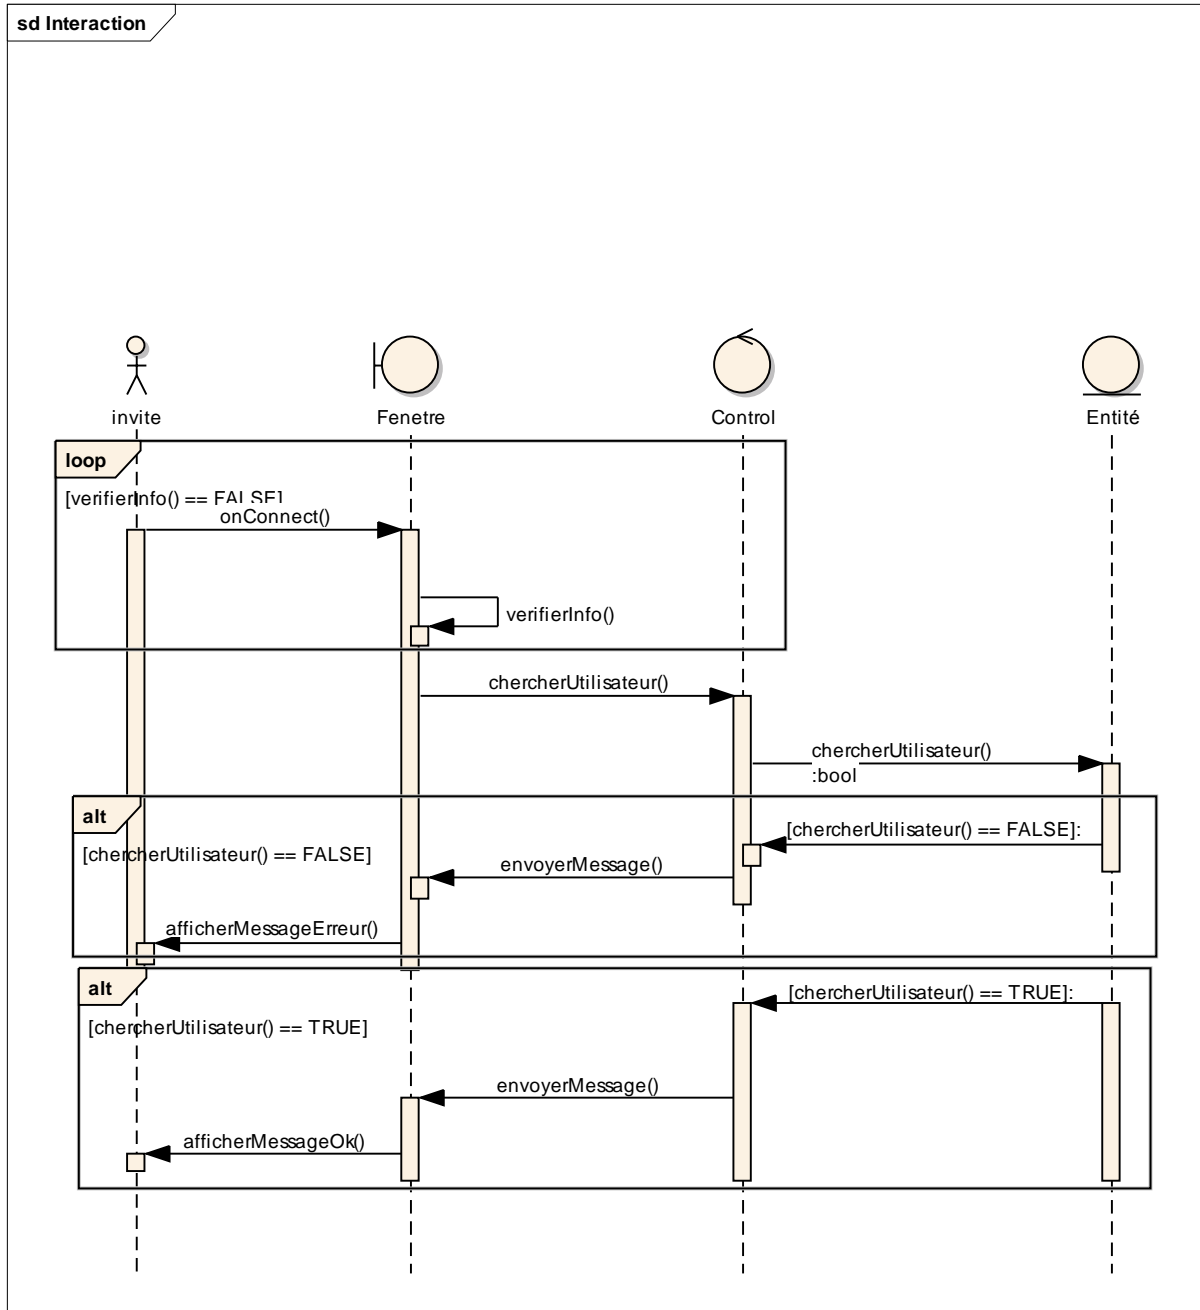 sd Interaction
invite
Fenetre
Control
Entité
loop
[verifierInfo() == FALSE]
onConnect()
verifierInfo()
chercherUtilisateur()
chercherUtilisateur()
:bool
alt
[chercherUtilisateur() == FALSE]:
[chercherUtilisateur() == FALSE]
envoyerMessage()
afficherMessageErreur()
alt
[chercherUtilisateur() == TRUE]:
[chercherUtilisateur() == TRUE]
envoyerMessage()
afficherMessageOk()